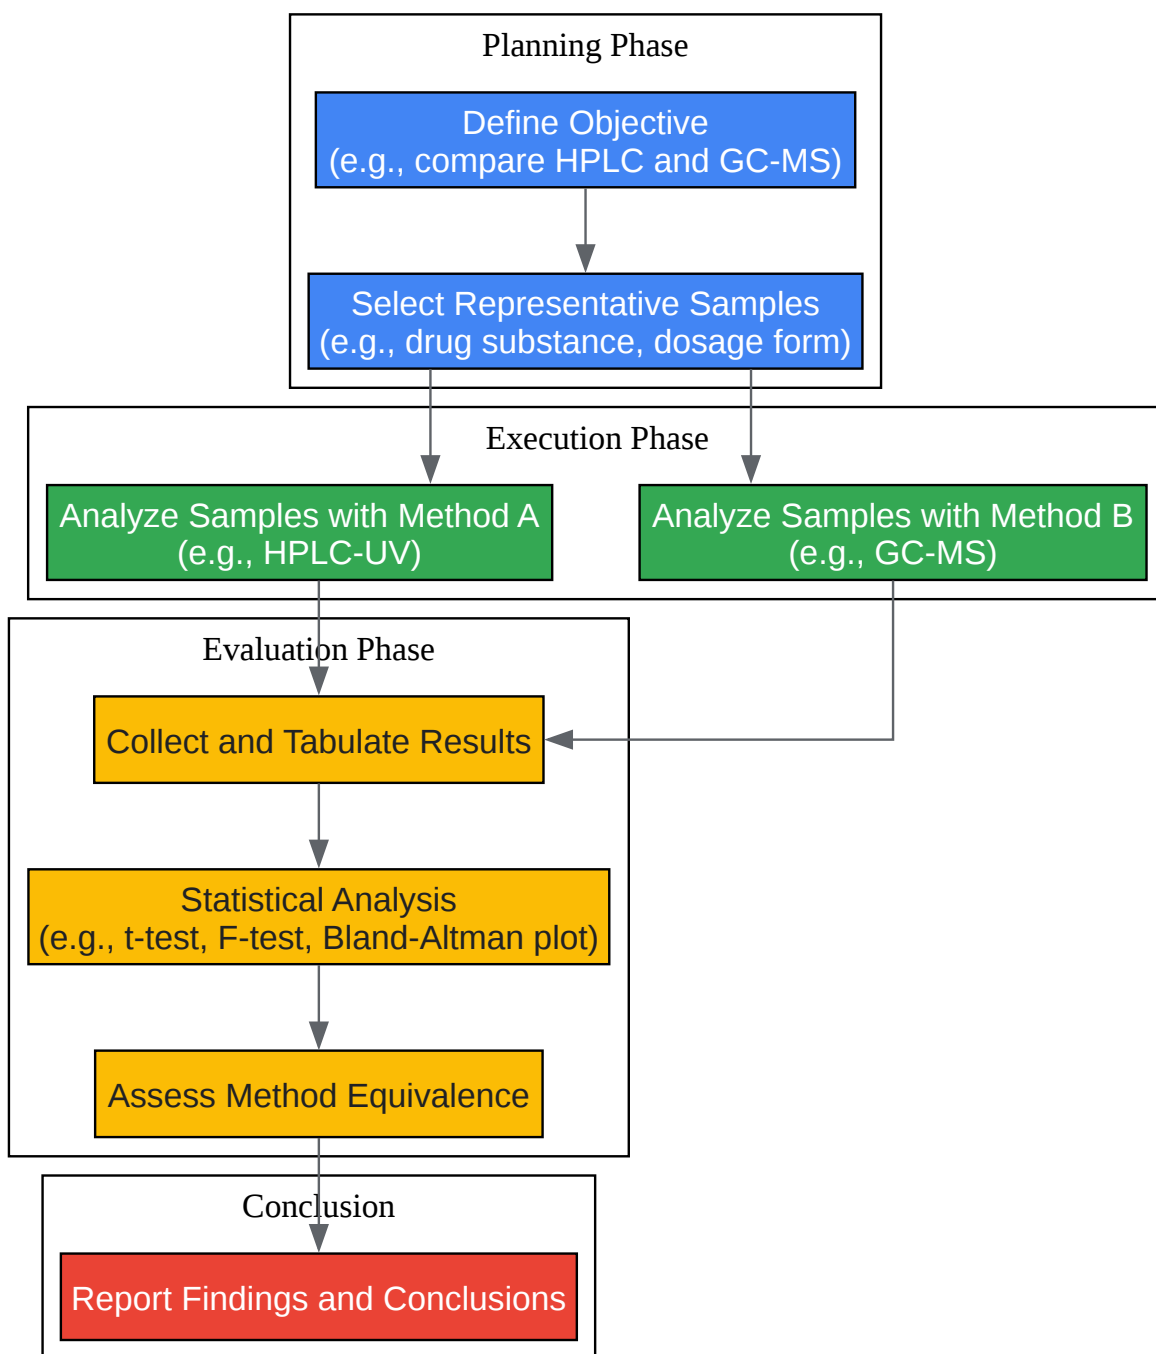 Planning Phase
Define Objective
(e.g., compare HPLC and GC-MS)
Select Representative Samples
(e.g., drug substance, dosage form)
Execution Phase
Analyze Samples with Method A
(e.g., HPLC-UV)
Analyze Samples with Method B
(e.g., GC-MS)
Evaluation Phase
Collect and Tabulate Results
Statistical Analysis
(e.g., t-test, F-test, Bland-Altman plot)
Assess Method Equivalence
Conclusion
Report Findings and Conclusions